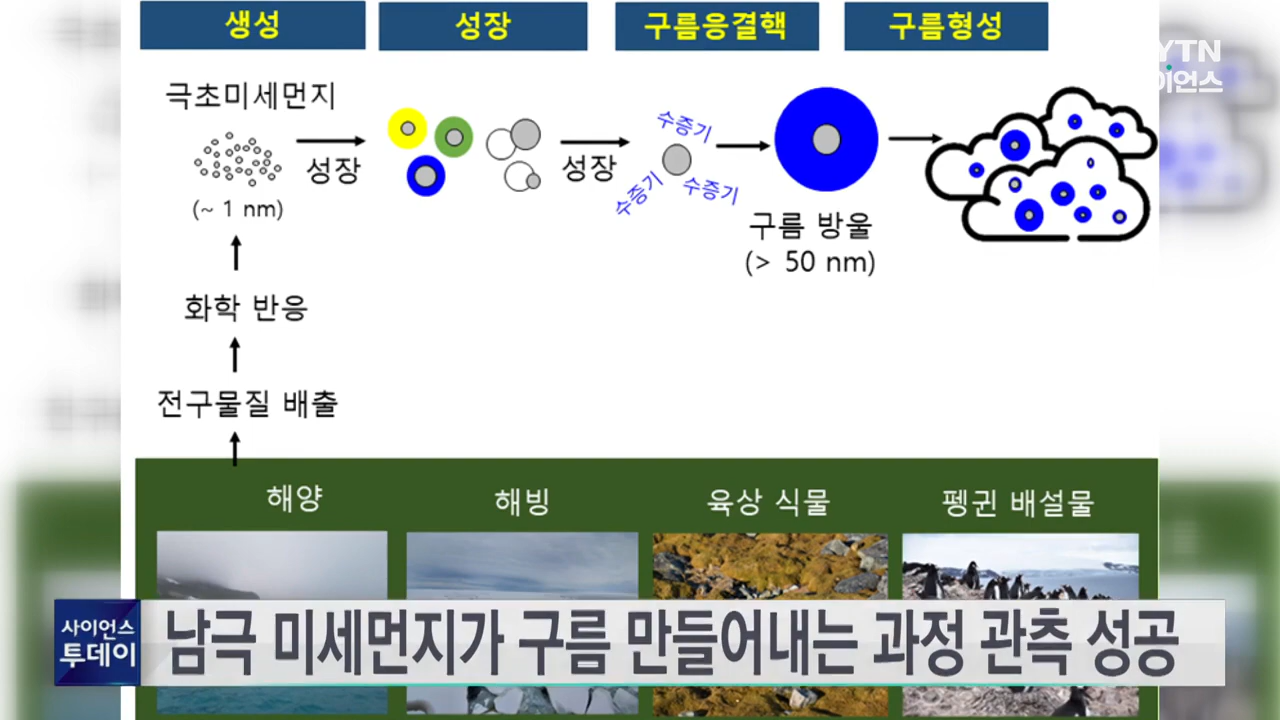 생성
성장
구름응결핵
구름형성
YTN
사이언스
극초미세먼지
성장
(~ 1 nm)
성장
수증기
수증기
수증기
구름 방울
(> 50 nm)
화학 반응
전구물질 배출
해양
해빙
육상 식물
펭귄 배설물
사이언스
투데이
남극 미세먼지가 구름 만들어내는 과정 관측 성공